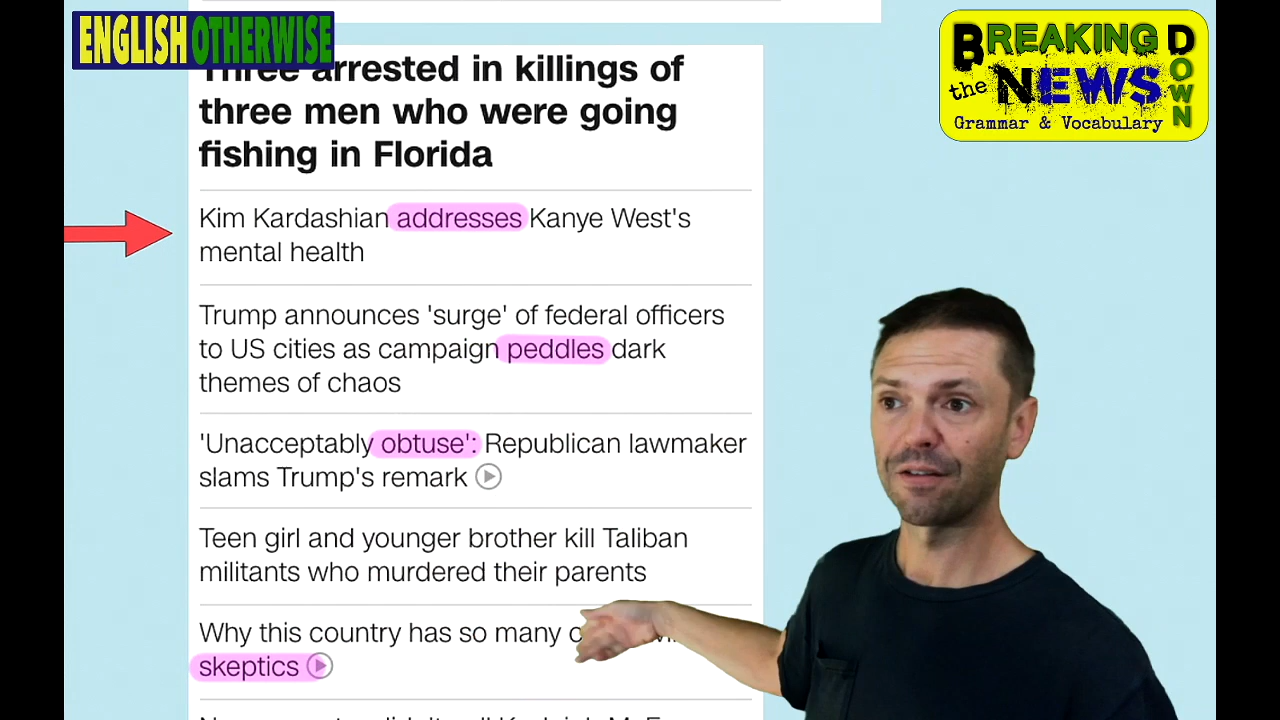 ENGLISH OTHERWISE
BREAKING DOWN
the NEWS
Grammar & Vocabulary
Three arrested in killings of
three men who were going
fishing in Florida
Kim Kardashian addresses Kanye West's
mental health
Trump announces 'surge' of federal officers
to US cities as campaign peddles dark
themes of chaos
'Unacceptably obtuse': Republican lawmaker
slams Trump's remark
Teen girl and younger brother kill Taliban
militants who murdered their parents
Why this country has so many
skeptics